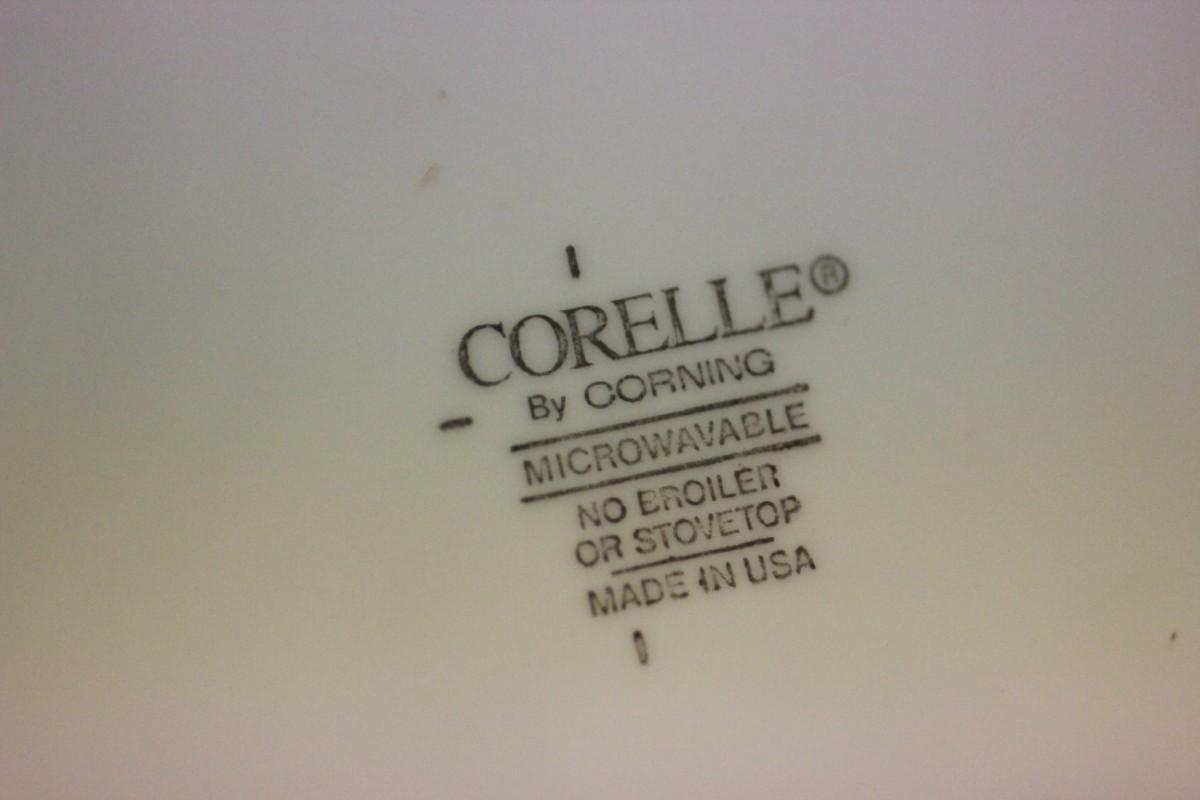 CORELLE®
By CORNING
MICROWAVABLE
NO BROILER
OR STOVETOP
MADE IN USA